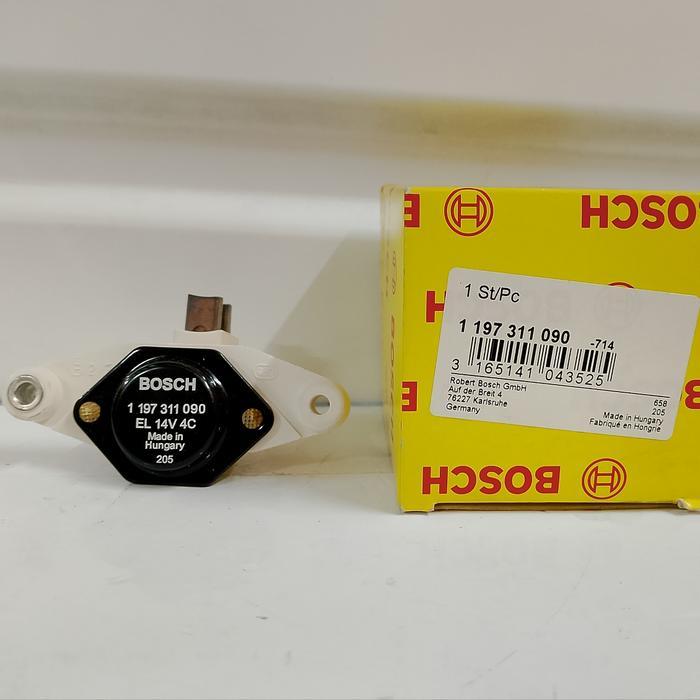 BOSCH
1 197 311 090
EL 14V 4C
Made in
Hungary
205
BOSCH
1 St/Pc
1 197 311 090 -714
3 165141 043525
Robert Bosch GmbH
Auf der Breit 4
76227 Karlsruhe
Germany
658
205
Made in Hungary
Fabriqué en Hongrie
BOSCH